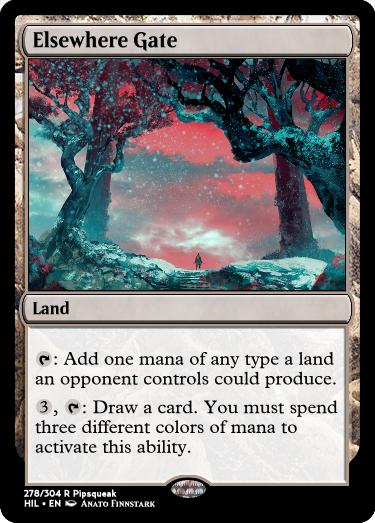 Elsewhere Gate
Land
: Add one mana of any type a land
an opponent controls could produce.
3, : Draw a card. You must spend
three different colors of mana to
activate this ability.
278/304 R Pipsqueak
HIL • EN Anato Finnstark